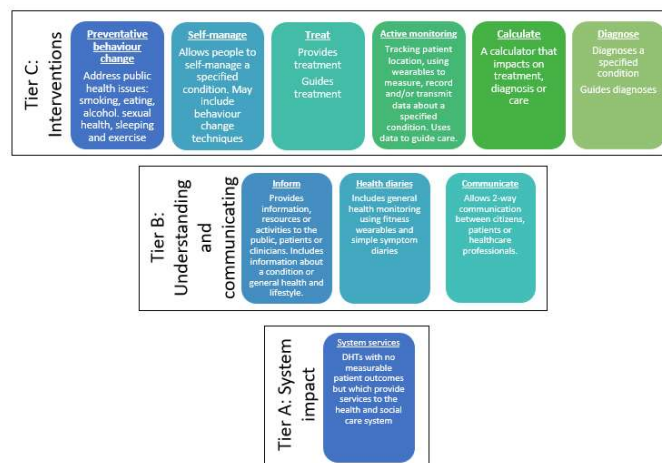 Tier C:
Interventions
Preventative
behaviour
change
Address public
health issues:
smoking, eating,
alcohol. sexual
health, sleeping
and exercise
Self-manage
Allows people to
self-manage a
specified
condition. May
include
behaviour
change
techniques
Treat
Provides
treatment
Guides
treatment
Active monitoring
Tracking patient
location, using
wearables to
measure, record
and/or transmit
data about a
specified
condition. Uses
data to guide care.
Calculate
A calculator that
impacts on
treatment,
diagnosis or
care
Diagnose
Diagnoses a
specified
condition
Guides diagnoses
Tier B:
Understanding
and
communicating
Inform
Provides
information,
resources or
activities to the
public, patients or
clinicians. Includes
information about
a condition or
general health and
lifestyle.
Health diaries
Includes general
health monitoring
using fitness
wearables and
simple symptom
diaries
Communicate
Allows 2-way
communication
between citizens,
patients or
healthcare
professionals.
Tier A: System
impact
System services
DHTs with no
measurable
patient outcomes
but which provide
services to the
health and social
care system